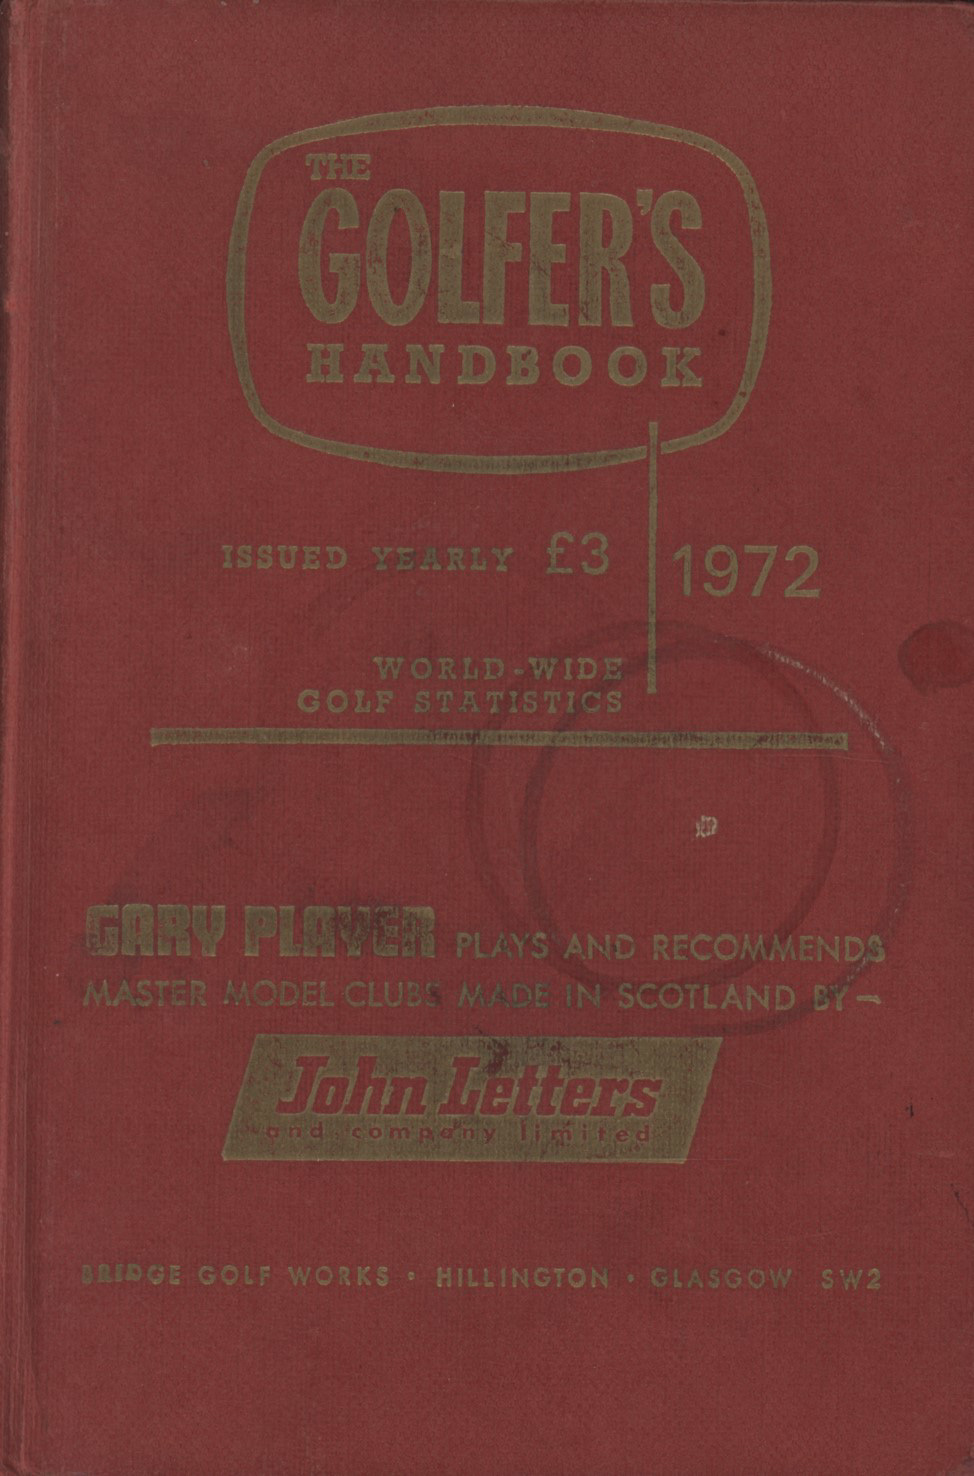 THE
GOLFER'S
HANDBOOK
ISSUED YEARLY £3
1972
WORLD-WIDE
GOLF STATISTICS
GARY PLAYER PLAYS AND RECOMMENDS
MASTER MODEL CLUBS MADE IN SCOTLAND BY —
John Letters
and company limited
BRIDGE GOLF WORKS • HILLINGTON • GLASGOW SW2